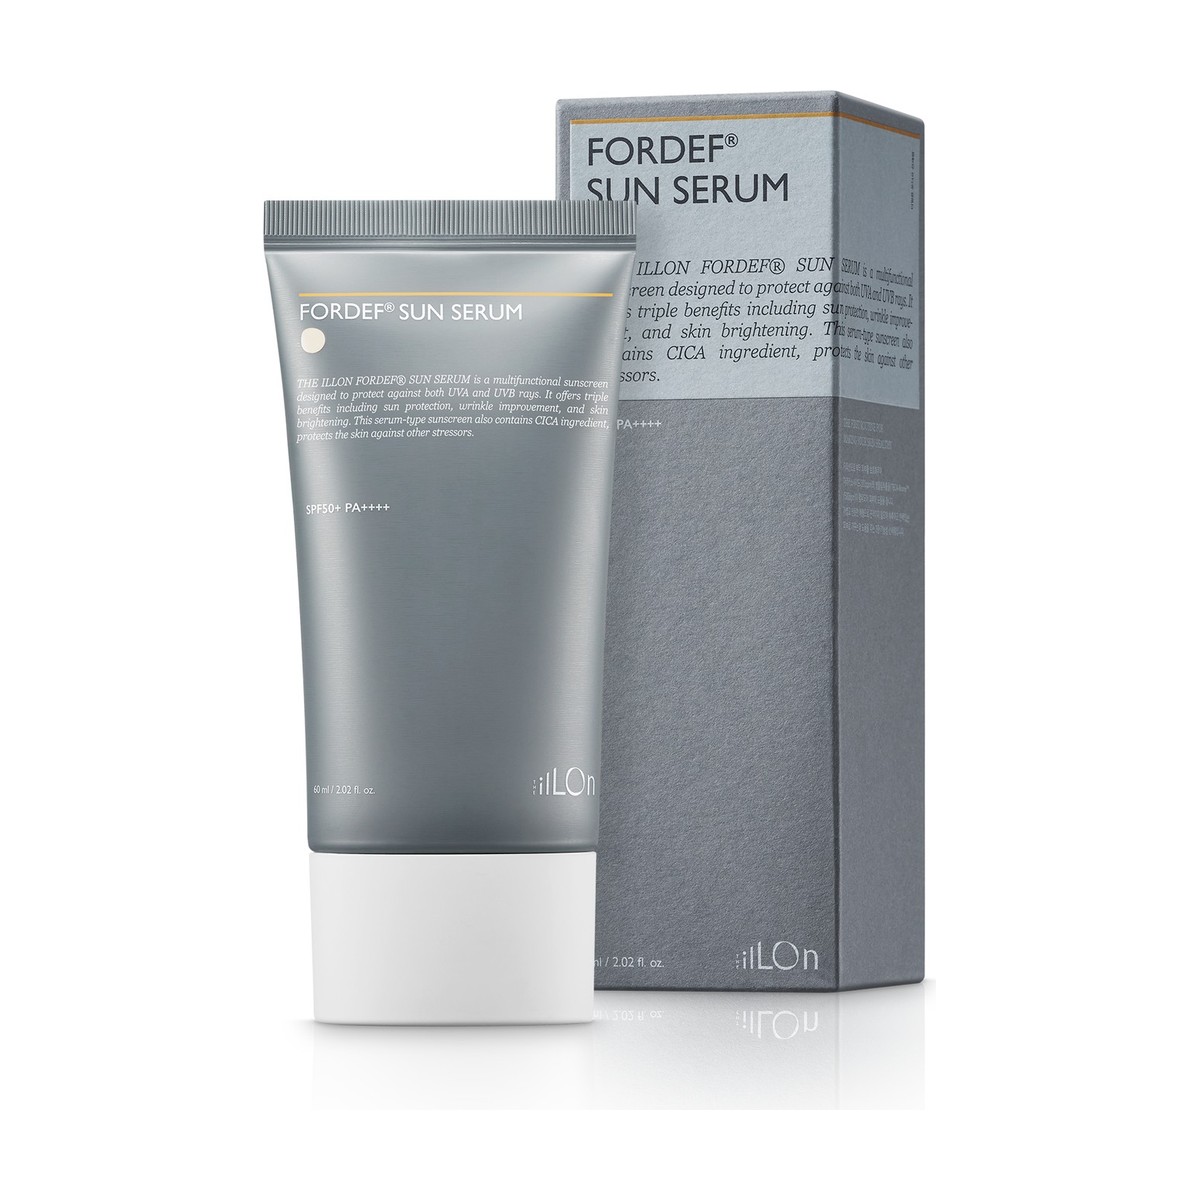 FORDEF®
SUN SERUM
ILLON FORDEF® SUN SERUM is a multifunctional
reen designed to protect against both UVA and UVB rays. It
s triple benefits including sun protection, wrinkle improve-
t, and skin brightening. This serum-type sunscreen also
ains CICA ingredient, protects the skin against other
ssors.
PA++++
ml / 2.02 fl. oz.
THE illOn
FORDEF® SUN SERUM
THE ILLON FORDEF® SUN SERUM is a multifunctional sunscreen
designed to protect against both UVA and UVB rays. It offers triple
benefits including sun protection, wrinkle improvement, and skin
brightening. This serum-type sunscreen also contains CICA ingredient,
protects the skin against other stressors.
SPF50+ PA++++
60 ml / 2.02 fl. oz.
THE illOn